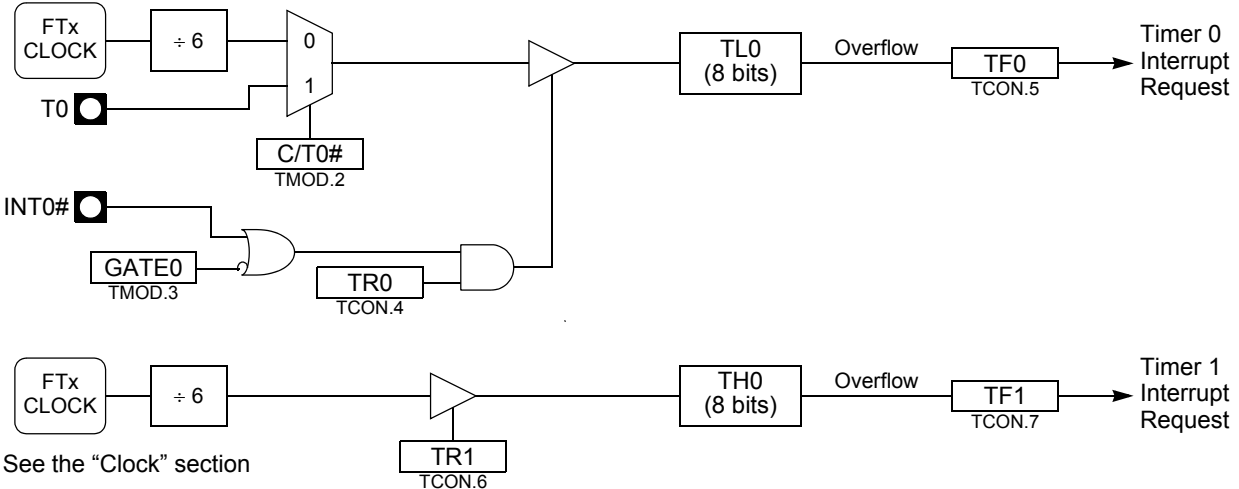 FTx
CLOCK
÷ 6
0
1
T0
C/T0#
TMOD.2
TL0
(8 bits)
Overflow
TF0
TCON.5
Timer 0
Interrupt
Request
INT0#
GATE0
TMOD.3
TR0
TCON.4
FTx
CLOCK
÷ 6
TR1
TCON.6
TH0
(8 bits)
Overflow
TF1
TCON.7
Timer 1
Interrupt
Request
See the “Clock” section